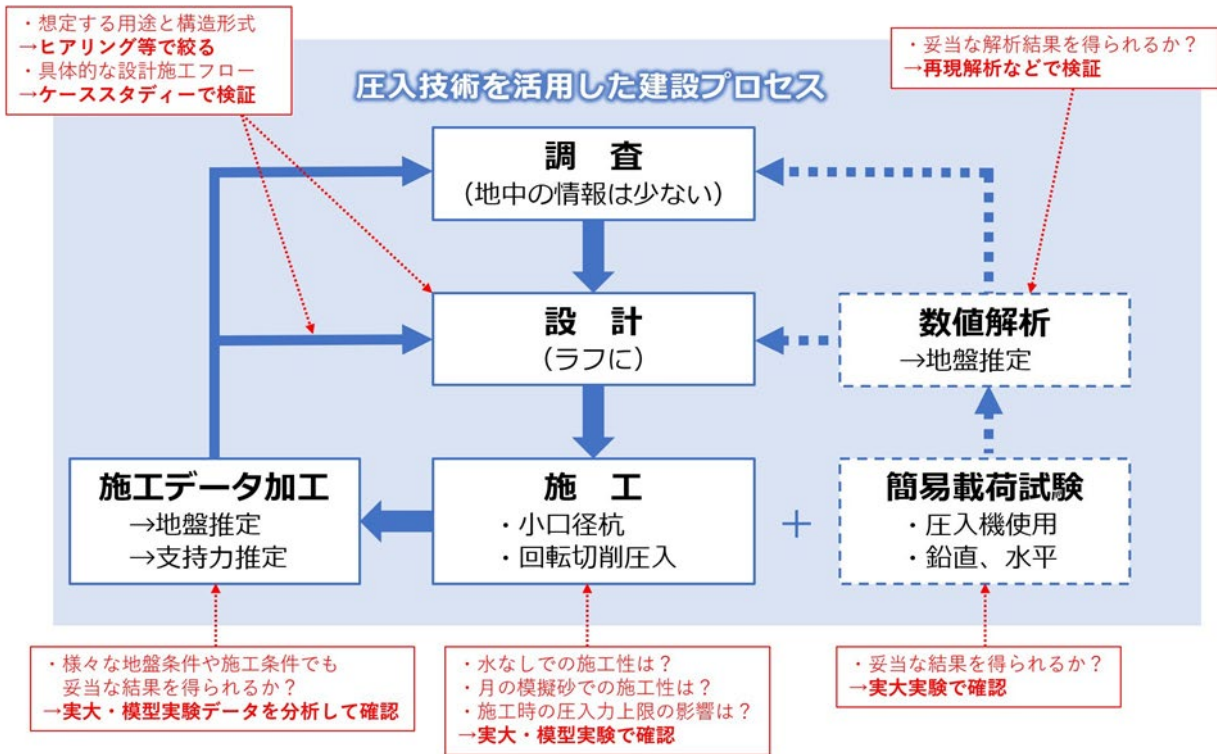 ・想定する用途と構造形式
→ヒアリング等で絞る
・具体的な設計施工フロー
→ケーススタディーで検証
・妥当な解析結果を得られるか？
→再現解析などで検証
圧入技術を活用した建設プロセス
調　査
（地中の情報は少ない）
設　計
（ラフに）
数値解析
→地盤推定
施工データ加工
→地盤推定
→支持力推定
施　工
・小口径杭
・回転切削圧入
＋
簡易載荷試験
・圧入機使用
・鉛直、水平
・様々な地盤条件や施工条件でも
妥当な結果を得られるか？
→実大・模型実験データを分析して確認
・水なしでの施工性は？
・月の模擬砂での施工性は？
・施工時の圧入力上限の影響は？
→実大・模型実験で確認
・妥当な結果を得られるか？
→実大実験で確認